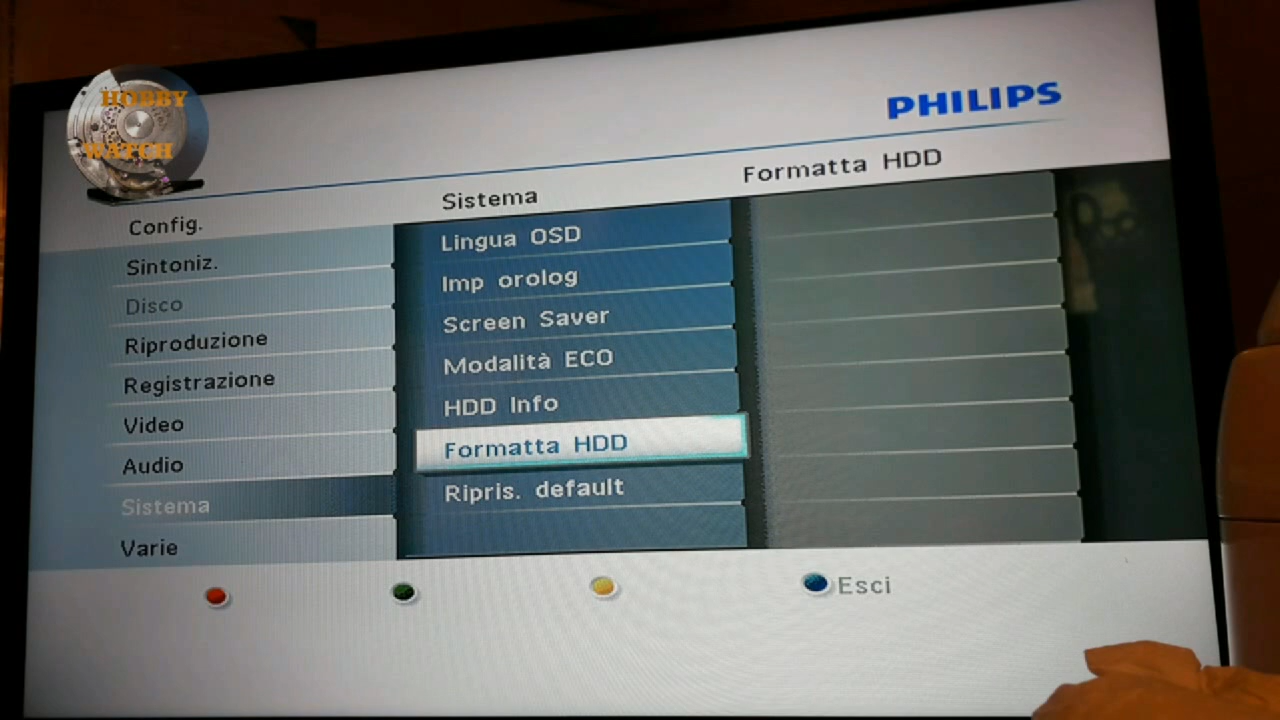 HOBBY
WATCH
PHILIPS
Config.
Sistema
Formatta HDD
Sintoniz.
Disco
Riproduzione
Registrazione
Video
Audio
Sistema
Varie
Lingua OSD
Imp orolog
Screen Saver
Modalità ECO
HDD Info
Formatta HDD
Ripris. default
Esci